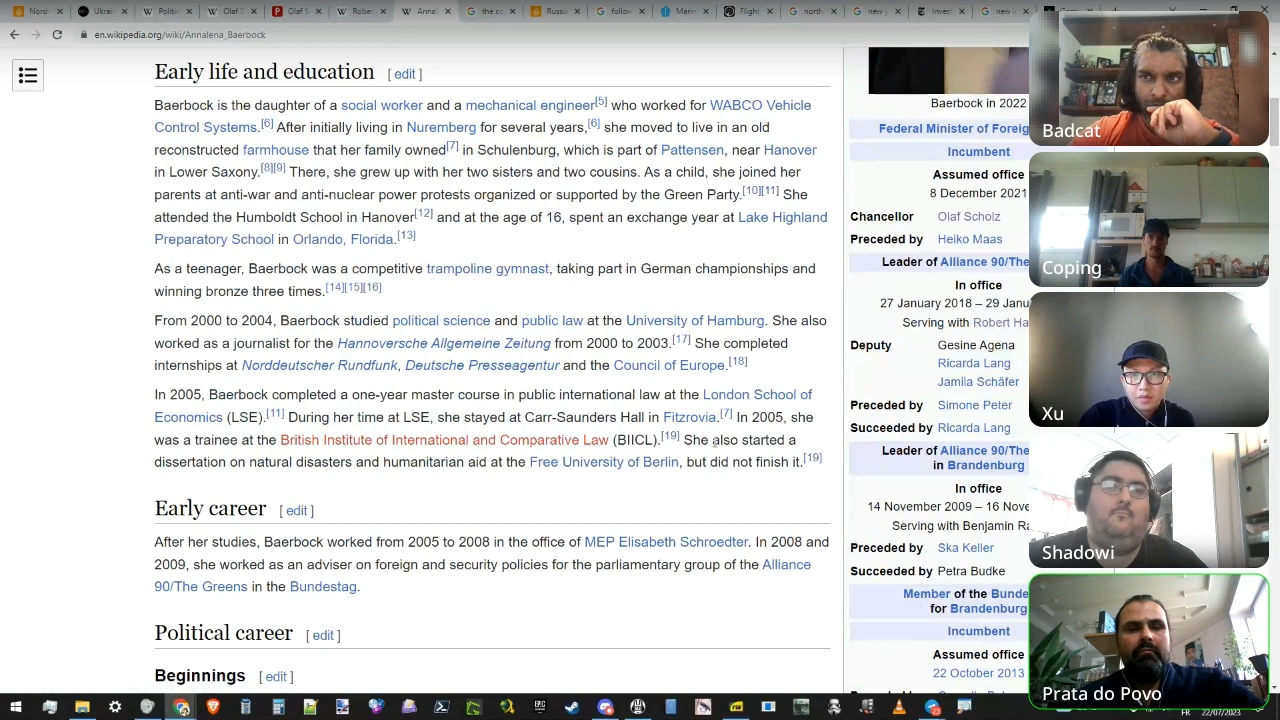 Nord-
Ukrai
Politic
Olaf S
Olaf S
Rober
Anna
the co
Russi
follow
Mari
Flight
north
new j
Invest
new i
en.wikipedia.org/wiki/Annalena_Baerbock
Early life and education [ edit ]
Baerbock is the daughter of a social worker and a mechanical engineer[5] who worked for WABCO Vehicle
Control Systems.[6] After initially living in Nuremberg for several years,[6] she moved to live in an old
reconstructed farmhouse that her family owned[7] in Schulenburg, which is part of Pattensen, near Hanover
in Lower Saxony.[8][9] There, she grew up with her two sisters and two cousins. As a child, she joined her
parents at anti-war and anti-nuclear power protests organized or supported by the Green Party.[10][11] She
attended the Humboldt School in Hanover[12] and at the age of 16, spent an exchange year at Lake Highland
Preparatory School in Orlando, Florida.[13]
As a teenager, Baerbock was a competitive trampoline gymnast, taking part in German championships and
winning bronze three times.[14][15][16]
From 2000 to 2004, Baerbock studied political science and public law at the University of Hamburg. She also
worked as a journalist for the Hannoversche Allgemeine Zeitung from 2000 to 2003.[17] She completed
internships at Norddeutscher Rundfunk, Deutsche Presseagentur and the Council of Europe.[18]
In 2005, Baerbock completed a one-year master course in public international law at the London School of
Economics (LSE).[11] During her time at LSE, she stayed at Carr-Saunders Hall in Fitzrovia.[7] In 2005, she
was a trainee at the British Institute of International and Comparative Law (BIICL).[19] She also started a
dissertation on natural disasters and humanitarian aid at the Free University of Berlin, but did not finish it.[19]
Early career [ edit ]
After her studies, Baerbock worked from 2005 to 2008 in the office of MEP Elisabeth Schroedter. In 2008 and
2009, she worked as an adviser on foreign and security policies for the parliamentary group of the Alliance
90/The Greens in the Bundestag.
Political career [ edit ]
Beginnings [ edit ]
Baerbock in 2022
Federal Minister of Foreig
Incumbent
Assumed office
8 December 2021
Chancellor Olaf Scholz
Preceded by Heiko Maas
Leader of Alliance 90/The
In office
27 January 2018 – 29 Janu
Serving with Robert Ha
Deputy Gesine Agena
Ricarda Lang
Jamila Schäfer
Preceded by Simone Peter
Succeeded by Ricarda Lang
Leader of Alliance 90/The
in Brandenburg
In office
14 November 2009 – 16 Nove
Serving with Benjamin Ra
Preceded by Ska Keller
Succeeded by Petra Budke
Member of the Bunde
for Brandenburg
Incumbent
Assumed office
22 October 2013
Badcat
Coping
Xu
Shadowi
Prata do Povo
FR
22/07/2023